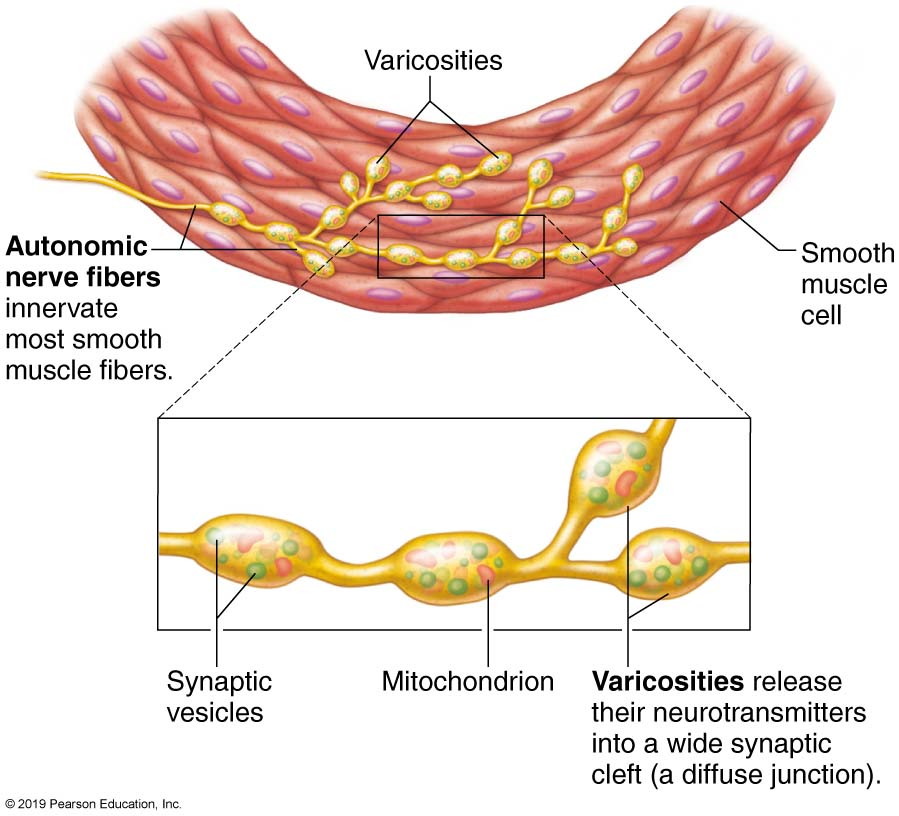 Varicosities
Autonomic
nerve fibers
innervate
most smooth
muscle fibers.
Smooth
muscle
cell
Synaptic
vesicles
Mitochondrion
Varicosities release
their neurotransmitters
into a wide synaptic
cleft (a diffuse junction).
© 2019 Pearson Education, Inc.